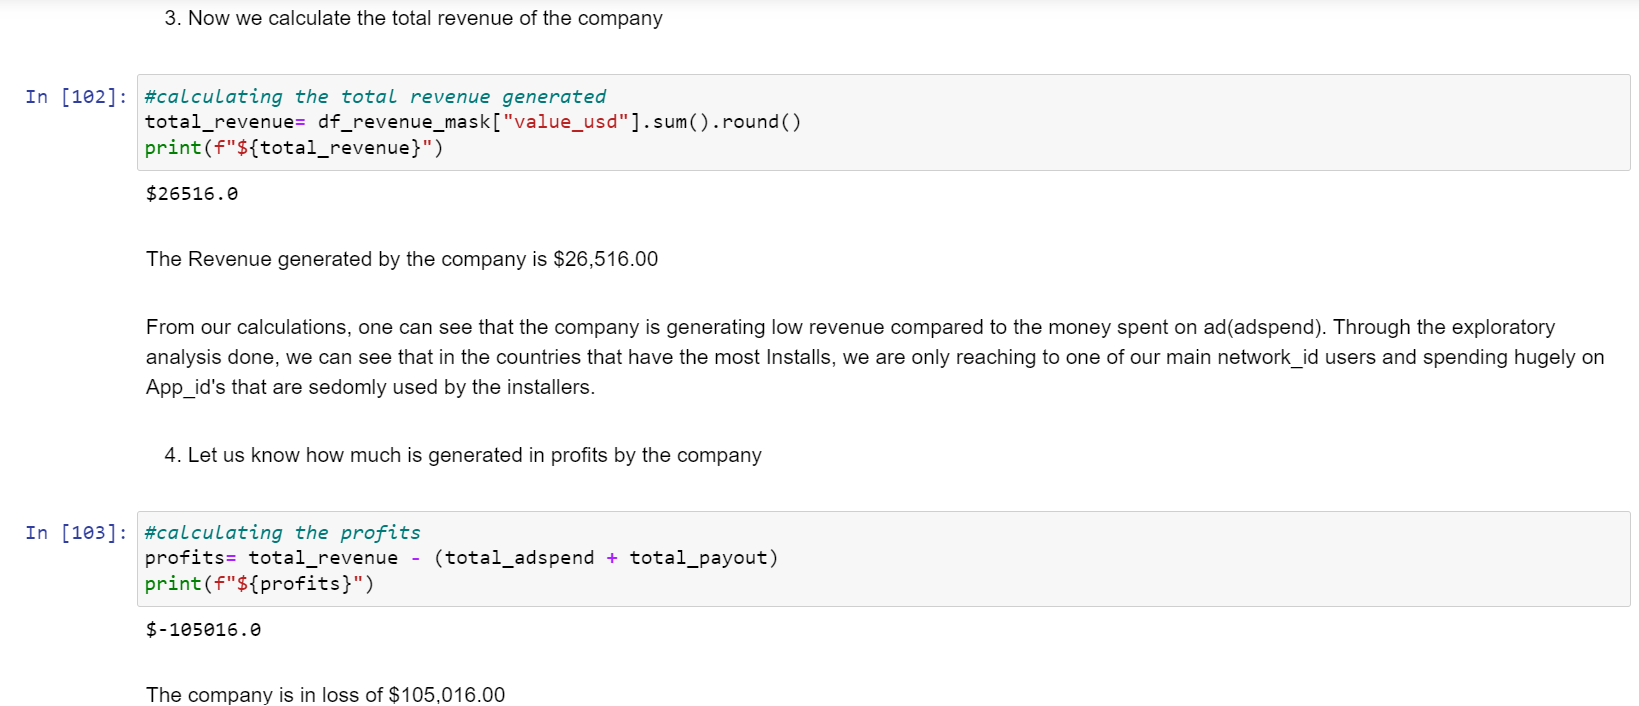 3. Now we calculate the total revenue of the company
In [102]: #calculating the total revenue generated
total_revenue= df_revenue_mask["value_usd"].sum().round()
print(f"${total_revenue}")
$26516.0
The Revenue generated by the company is $26,516.00
From our calculations, one can see that the company is generating low revenue compared to the money spent on ad(adspend). Through the exploratory
analysis done, we can see that in the countries that have the most Installs, we are only reaching to one of our main network_id users and spending hugely on
App_id's that are sedomly used by the installers.
4. Let us know how much is generated in profits by the company
In [103]: #calculating the profits
profits= total_revenue - (total_adspend + total_payout)
print(f"${profits}")
$-105016.0
The company is in loss of $105,016.00